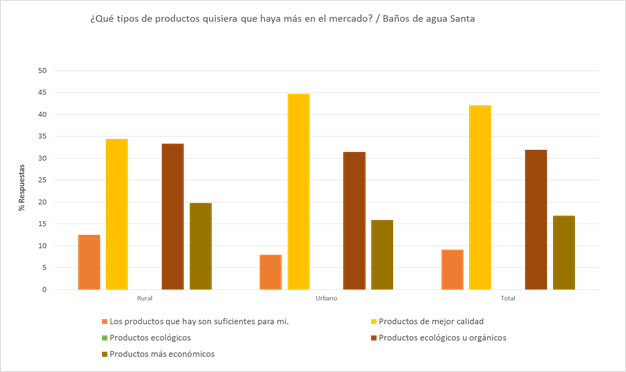 ¿Qué tipos de productos quisiera que haya más en el mercado? / Baños de agua Santa
50
45
40
35
30
25
20
15
10
5
0
% Respuestas
Rural Urbano Total
Los productos que hay son suficientes para mi. Productos de mejor calidad
Productos ecológicos Productos ecológicos u orgánicos
Productos más económicos